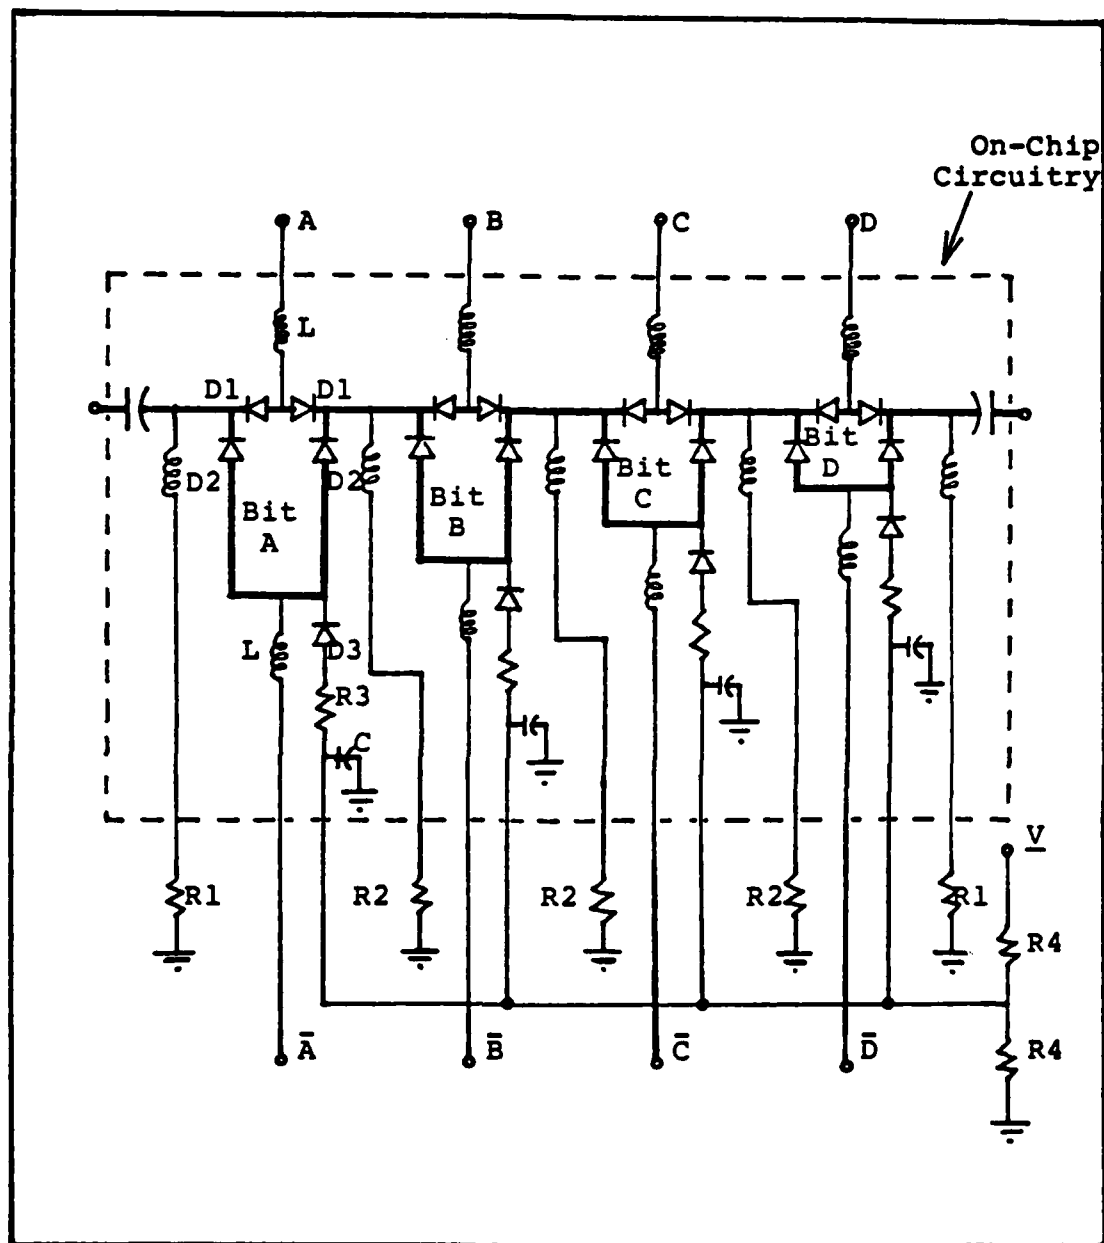 On-Chip
Circuitry
A B C D
L
D1 D1
D2 D2 Bit A
Bit B
Bit C
Bit D
L D3
R3
C
V
R1 R2 R2 R2 R1
R4
A̅ B̅ C̅ D̅
R4